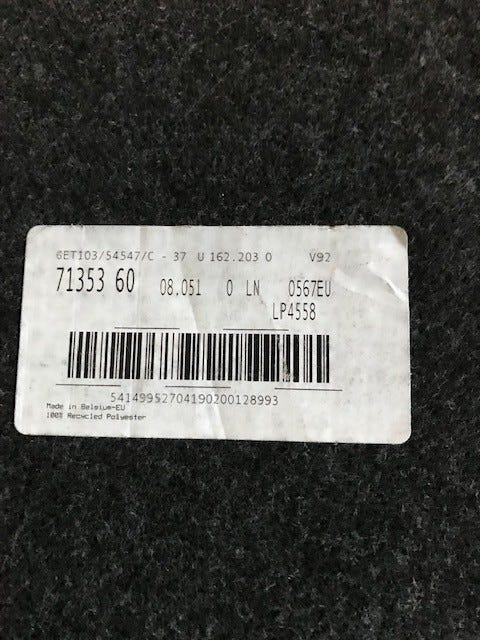 6ET103/54547/C - 37 U 162.203 0 V92
71353 60 08.051 0 LN 0567EU
LP4558
54149952704190200128993
Made in Belgium-EU
100% Recycled Polyester